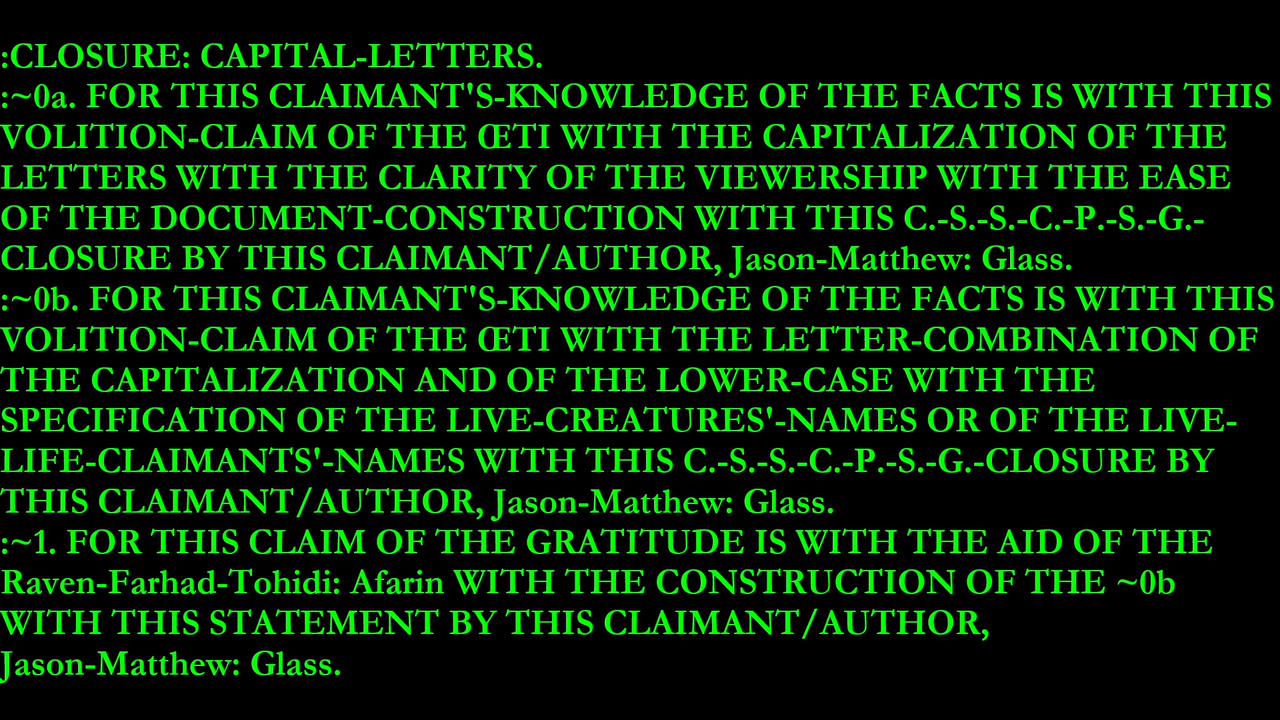 :CLOSURE: CAPITAL-LETTERS.
:~0a. FOR THIS CLAIMANT'S-KNOWLEDGE OF THE FACTS IS WITH THIS
VOLITION-CLAIM OF THE ŒTI WITH THE CAPITALIZATION OF THE
LETTERS WITH THE CLARITY OF THE VIEWERSHIP WITH THE EASE
OF THE DOCUMENT-CONSTRUCTION WITH THIS C.-S.-S.-C.-P.-S.-G.-
CLOSURE BY THIS CLAIMANT/AUTHOR, Jason-Matthew: Glass.
:~0b. FOR THIS CLAIMANT'S-KNOWLEDGE OF THE FACTS IS WITH THIS
VOLITION-CLAIM OF THE ŒTI WITH THE LETTER-COMBINATION OF
THE CAPITALIZATION AND OF THE LOWER-CASE WITH THE
SPECIFICATION OF THE LIVE-CREATURES'-NAMES OR OF THE LIVE-
LIFE-CLAIMANTS'-NAMES WITH THIS C.-S.-S.-C.-P.-S.-G.-CLOSURE BY
THIS CLAIMANT/AUTHOR, Jason-Matthew: Glass.
:~1. FOR THIS CLAIM OF THE GRATITUDE IS WITH THE AID OF THE
Raven-Farhad-Tohidi: Afarin WITH THE CONSTRUCTION OF THE ~0b
WITH THIS STATEMENT BY THIS CLAIMANT/AUTHOR,
Jason-Matthew: Glass.